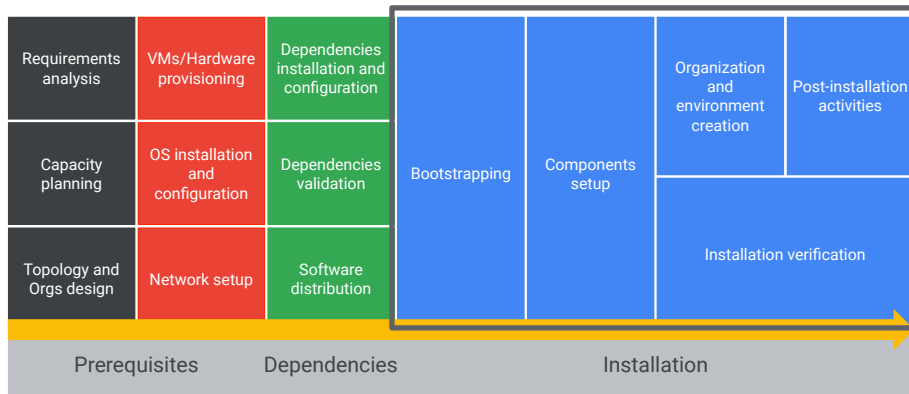 Requirements
analysis
VMs/Hardware
provisioning
Dependencies
installation and
configuration
Organization
and
environment
creation
Post-installation
activities
Capacity
planning
OS installation
and
configuration
Dependencies
validation
Bootstrapping
Components
setup
Topology and
Orgs design
Network setup
Software
distribution
Installation verification
Prerequisites
Dependencies
Installation